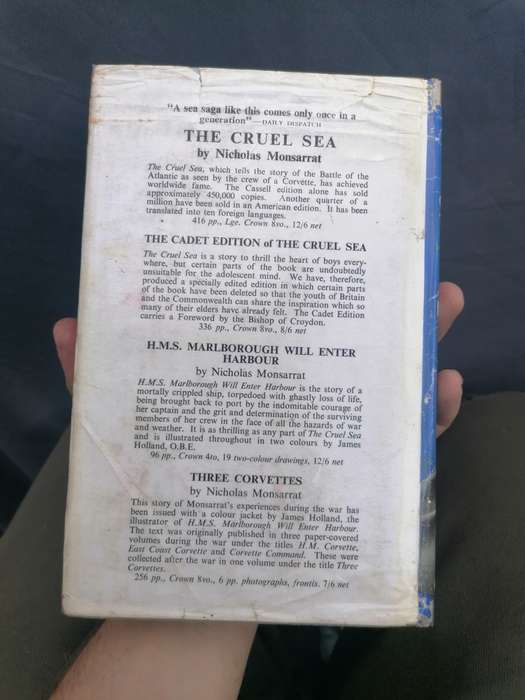 "A sea saga like this comes only once in a
generation"—DAILY DISPATCH
THE CRUEL SEA
by Nicholas Monsarrat
The Cruel Sea, which tells the story of the Battle of the
Atlantic as seen by the crew of a Corvette, has achieved
worldwide fame. The Cassell edition alone has sold
approximately 450,000 copies. Another quarter of a
million have been sold in an American edition. It has been
translated into ten foreign languages.
416 pp., Lge. Crown 8vo., 12/6 net
THE CADET EDITION of THE CRUEL SEA
The Cruel Sea is a story to thrill the heart of boys every-
where, but certain parts of the book are undoubtedly
unsuitable for the adolescent mind. We have, therefore,
produced a specially edited edition in which certain parts
of the book have been deleted so that the youth of Britain
and the Commonwealth can share the inspiration which so
many of their elders have already felt. The Cadet Edition
carries a Foreword by the Bishop of Croydon.
336 pp., Crown 8vo., 8/6 net
H.M.S. MARLBOROUGH WILL ENTER
HARBOUR
by Nicholas Monsarrat
H.M.S. Marlborough Will Enter Harbour is the story of a
mortally crippled ship, torpedoed with ghastly loss of life,
being brought back to port by the indomitable courage of
her captain and the grit and determination of the surviving
members of her crew in the face of all the hazards of war
and weather. It is as thrilling as any part of The Cruel Sea
and is illustrated throughout in two colours by James
Holland, O.B.E.
96 pp., Crown 4to, 19 two-colour drawings, 12/6 net
THREE CORVETTES
by Nicholas Monsarrat
This story of Monsarrat's experiences during the war has
been issued with a colour jacket by James Holland, the
illustrator of H.M.S. Marlborough Will Enter Harbour.
The text was originally published in three paper-covered
volumes during the war under the titles H.M. Corvette,
East Coast Corvette and Corvette Command. These were
collected after the war in one volume under the title Three
Corvettes.
256 pp., Crown 8vo., 6 pp. photographs, frontis. 7/6 net